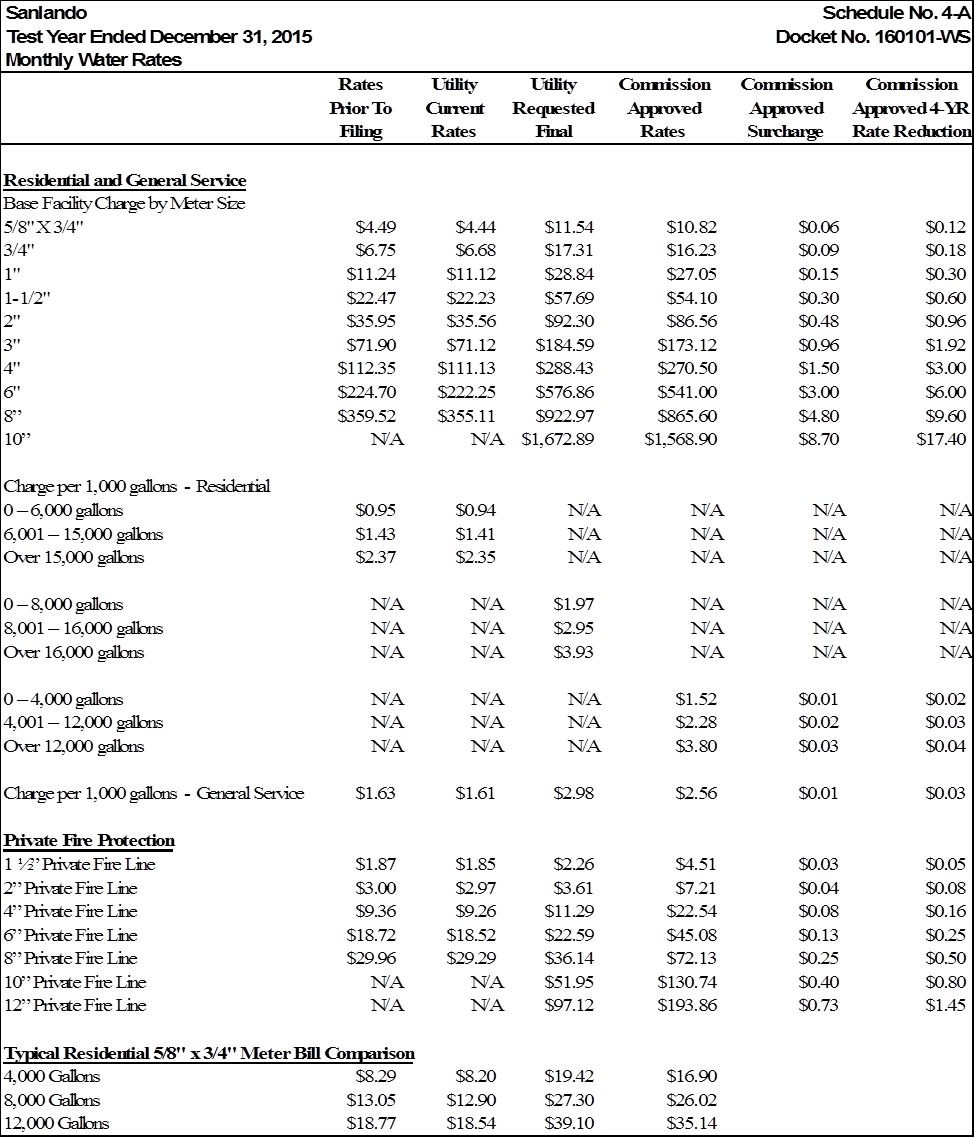 Sanlando Schedule No. 4-A
Test Year Ended December 31, 2015 Docket No. 160101-WS
Monthly Water Rates
Rates Utility Utility Commission Commission Commission
Prior To Current Requested Approved Approved Approved 4-YR
Filing Rates Final Rates Surcharge Rate Reduction
Residential and General Service
Base Facility Charge by Meter Size
5/8" X 3/4" $4.49 $4.44 $11.54 $10.82 $0.06 $0.12
3/4" $6.75 $6.68 $17.31 $16.23 $0.09 $0.18
1" $11.24 $11.12 $28.84 $27.05 $0.15 $0.30
1-1/2" $22.47 $22.23 $57.69 $54.10 $0.30 $0.60
2" $35.95 $35.56 $92.30 $86.56 $0.48 $0.96
3" $71.90 $71.12 $184.59 $173.12 $0.96 $1.92
4" $112.35 $111.13 $288.43 $270.50 $1.50 $3.00
6" $224.70 $222.25 $576.86 $541.00 $3.00 $6.00
8” $359.52 $355.11 $922.97 $865.60 $4.80 $9.60
10” N/A N/A $1,672.89 $1,568.90 $8.70 $17.40
Charge per 1,000 gallons - Residential
0 – 6,000 gallons $0.95 $0.94 N/A N/A N/A N/A
6,001 – 15,000 gallons $1.43 $1.41 N/A N/A N/A N/A
Over 15,000 gallons $2.37 $2.35 N/A N/A N/A N/A
0 – 8,000 gallons N/A N/A $1.97 N/A N/A N/A
8,001 – 16,000 gallons N/A N/A $2.95 N/A N/A N/A
Over 16,000 gallons N/A N/A $3.93 N/A N/A N/A
0 – 4,000 gallons N/A N/A N/A $1.52 $0.01 $0.02
4,001 – 12,000 gallons N/A N/A N/A $2.28 $0.02 $0.03
Over 12,000 gallons N/A N/A N/A $3.80 $0.03 $0.04
Charge per 1,000 gallons - General Service $1.63 $1.61 $2.98 $2.56 $0.01 $0.03
Private Fire Protection
1 ½” Private Fire Line $1.87 $1.85 $2.26 $4.51 $0.03 $0.05
2” Private Fire Line $3.00 $2.97 $3.61 $7.21 $0.04 $0.08
4” Private Fire Line $9.36 $9.26 $11.29 $22.54 $0.08 $0.16
6” Private Fire Line $18.72 $18.52 $22.59 $45.08 $0.13 $0.25
8” Private Fire Line $29.96 $29.29 $36.14 $72.13 $0.25 $0.50
10” Private Fire Line N/A N/A $51.95 $130.74 $0.40 $0.80
12” Private Fire Line N/A N/A $97.12 $193.86 $0.73 $1.45
Typical Residential 5/8" x 3/4" Meter Bill Comparison
4,000 Gallons $8.29 $8.20 $19.42 $16.90
8,000 Gallons $13.05 $12.90 $27.30 $26.02
12,000 Gallons $18.77 $18.54 $39.10 $35.14